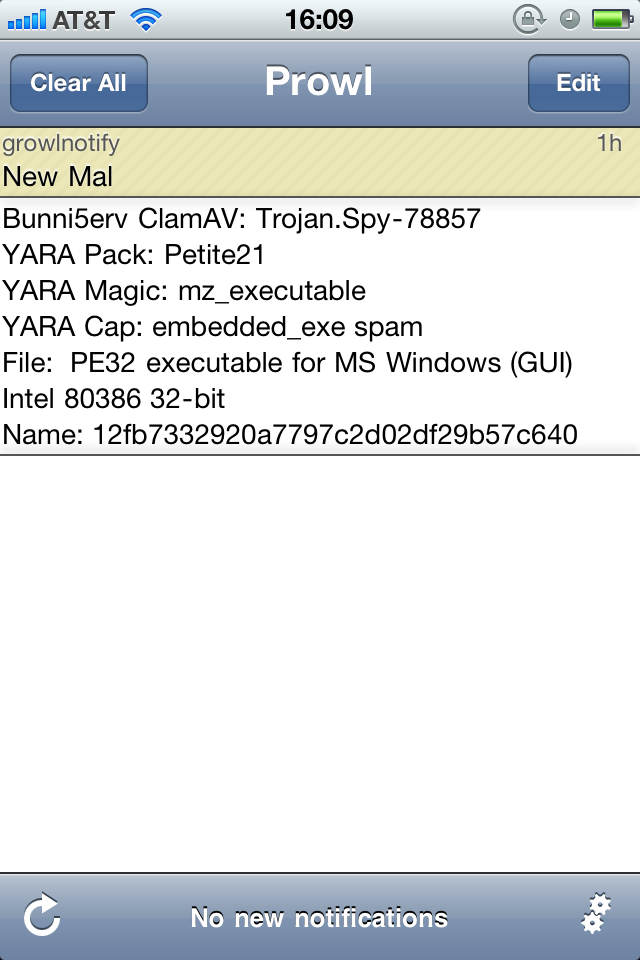 AT&T 16:09
Clear All Prowl Edit
growlnotify 1h
New Mal
Bunni5erv ClamAV: Trojan.Spy-78857
YARA Pack: Petite21
YARA Magic: mz_executable
YARA Cap: embedded_exe spam
File:  PE32 executable for MS Windows (GUI)
Intel 80386 32-bit
Name: 12fb7332920a7797c2d02df29b57c640
No new notifications